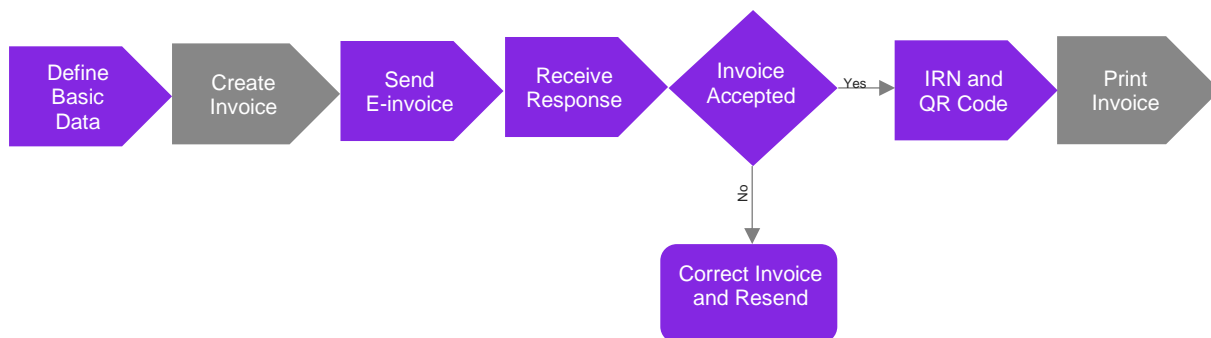 Define
Basic
Data
Create
Invoice
Send
E-invoice
Receive
Response
Invoice
Accepted
Yes
IRN and
QR Code
Print
Invoice
No
Correct Invoice
and Resend